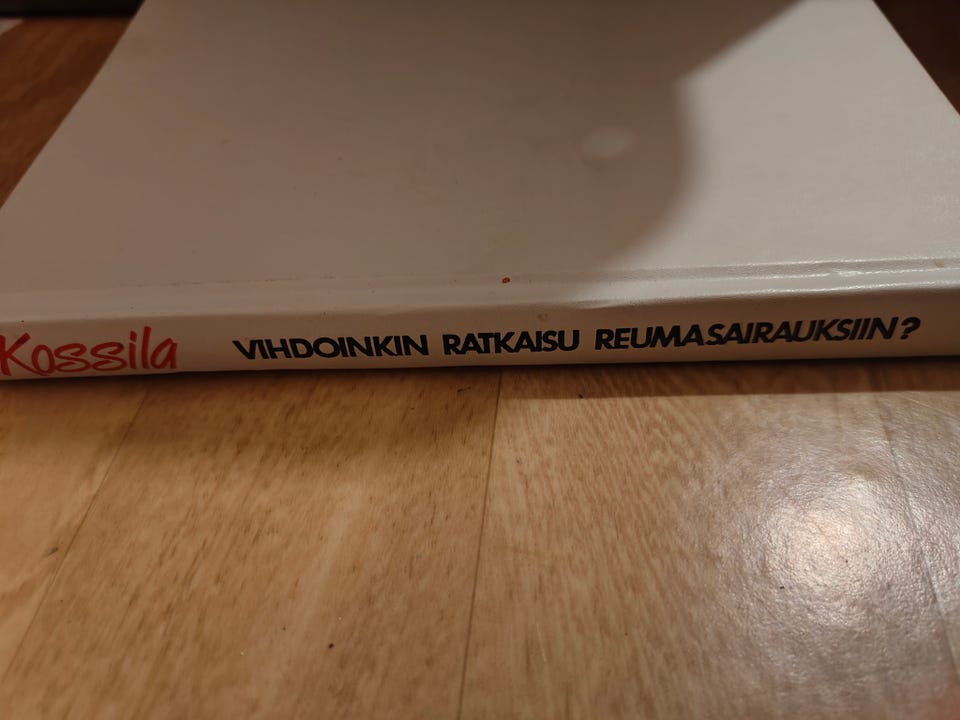 Kossila VIHDOINKIN RATKAISU REUMASAIRAUKSIIN?